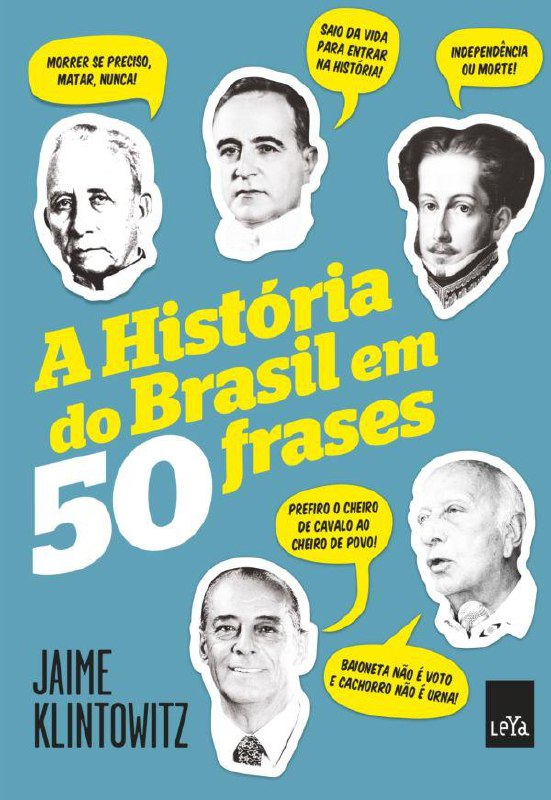 MORRER SE PRECISO,
MATAR, NUNCA!
SAIO DA VIDA
PARA ENTRAR
NA HISTÓRIA!
INDEPENDÊNCIA
OU MORTE!
A História
do Brasil em
50 frases
PREFIRO O CHEIRO
DE CAVALO AO
CHEIRO DE POVO!
BAIONETA NÃO É VOTO
E CACHORRO NÃO É URNA!
JAIME
KLINTOWITZ
LeYa